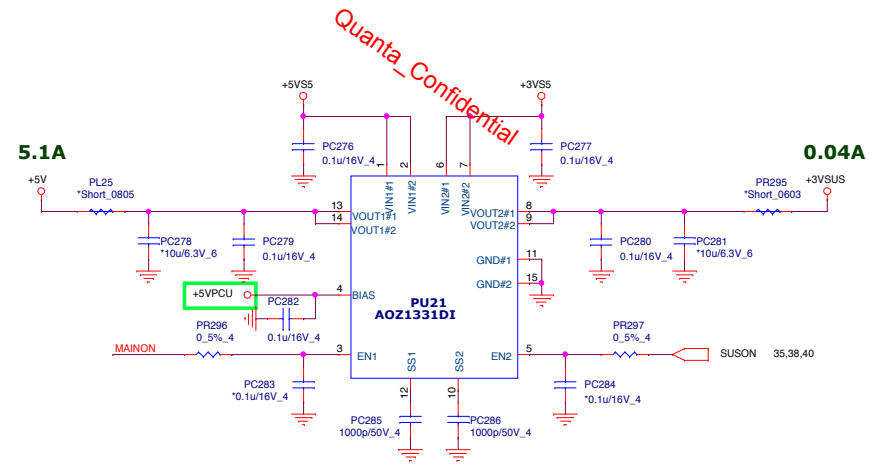 Quanta_Confidential
+5VS5
+3VS5
PC276
0.1u/16V_4
PC277
0.1u/16V_4
5.1A
0.04A
+5V
PL25
*Short_0805
PR295
*Short_0603
+3VSUS
1
2
6
7
VIN1#1
VIN1#2
VIN2#1
VIN2#2
13
14
VOUT1#1
VOUT1#2
VOUT2#1
VOUT2#2
8
9
PC278
*10u/6.3V_6
PC279
0.1u/16V_4
PC280
0.1u/16V_4
PC281
*10u/6.3V_6
GND#1
11
GND#2
15
+5VPCU
4
BIAS
PC282
0.1u/16V_4
PU21
AOZ1331DI
MAINON
PR296
0_5%_4
3
EN1
SS1
SS2
EN2
5
PR297
0_5%_4
SUSON
35,38,40
PC283
*0.1u/16V_4
12
10
PC284
*0.1u/16V_4
PC285
1000p/50V_4
PC286
1000p/50V_4